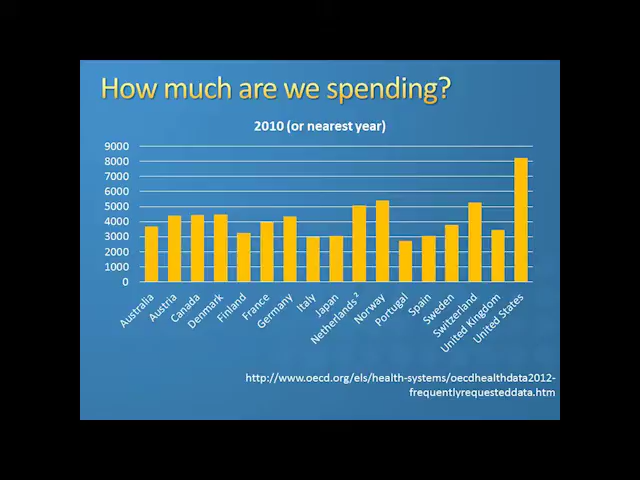 How much are we spending?
2010 (or nearest year)
9000
8000
7000
6000
5000
4000
3000
2000
1000
0
Australia
Austria
Canada
Denmark
Finland
France
Germany
Italy
Japan
Netherlands ²
Norway
Portugal
Spain
Sweden
Switzerland
United Kingdom
United States
http://www.oecd.org/els/health-systems/oecdhealthdata2012-
frequentlyrequesteddata.htm